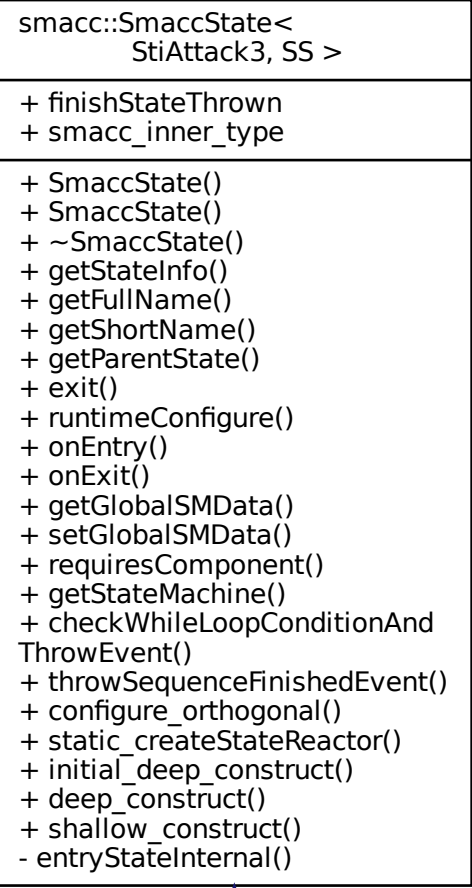 smacc::SmaccState<
StiAttack3, SS >
+ finishStateThrown
+ smacc_inner_type
+ SmaccState()
+ SmaccState()
+ ~SmaccState()
+ getStateInfo()
+ getFullName()
+ getShortName()
+ getParentState()
+ exit()
+ runtimeConfigure()
+ onEntry()
+ onExit()
+ getGlobalSMData()
+ setGlobalSMData()
+ requiresComponent()
+ getStateMachine()
+ checkWhileLoopConditionAnd
ThrowEvent()
+ throwSequenceFinishedEvent()
+ configure_orthogonal()
+ static_createStateReactor()
+ initial_deep_construct()
+ deep_construct()
+ shallow_construct()
- entryStateInternal()